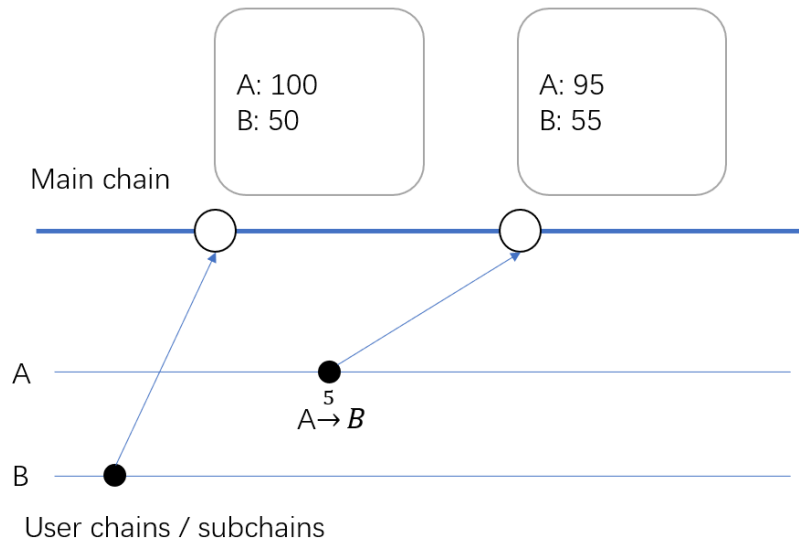 A: 100
B: 50
A: 95
B: 55
Main chain
A
5
A→B
B
User chains / subchains